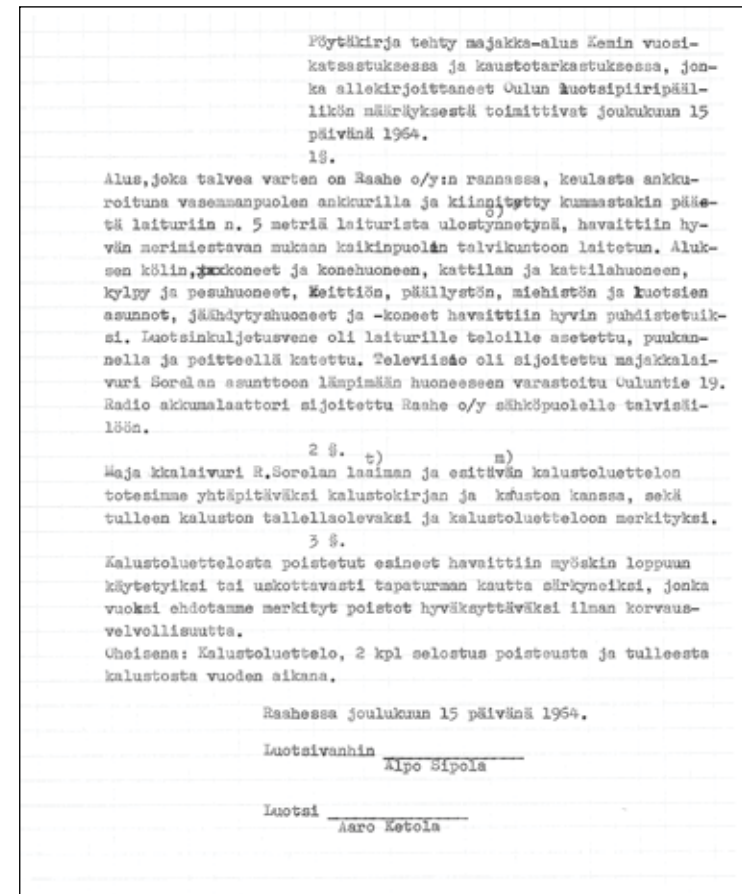 Pöytäkirja tehty majakka-alus Kemin vuosi-
katsastuksessa ja kaustotarkastuksessa, jon-
ka allekirjoittaneet Oulun luotsipiiripääl-
likön määräyksestä toimittivat joukukuun 15
päivänä 1964.
1§.
Alus,joka talvea varten on Raahe o/y:n rannassa, keulasta ankku-
roituna vasemmanpuolen ankkurilla ja kiinnitetty kummastakin pääs-
ö)
tä laituriin n. 5 metriä laiturista ulostynnetynä, havaittiin hy-
vän merimiestavan mukaan kaikinpuolin talvikuntoon laitetun. Aluk-
sen kölin, koneet ja konehuoneen, kattilan ja kattilahuoneen,
kylpy ja pesuhuoneet, Keittiön, päällystön, miehistön ja luotsien
asunnot, jäähdytyshuoneet ja -koneet havaittiin hyvin puhdistetuik-
si. Luotsinkuljetusvene oli laiturille teloille asetettu, puukan-
nella ja peitteellä katettu. Televiisio oli sijoitettu majakkalai-
vuri Sorelan asunttoon lämpimään huoneeseen varastoitu Ouluntie 19.
Radio akkumalaattori sijoitettu Raahe o/y sähköpuolelle talvisäi-
löön.
2 §.
t) m)
Maja kkalaivuri R.Sorelan laaiman ja esitävän kalustoluettelon
totesimme yhtäpitäväksi kalustokirjan ja kanssa, sekä
tulleen kaluston tallellaolevaksi ja kalustoluetteloon merkityksi.
3 §.
Kalustoluettelosta poistetut esineet havaittiin myöskin loppuun
käytetyiksi tai uskottavasti tapaturman kautta särkyneiksi, jonka
vuoksi ehdotamme merkityt poistot hyväksyttäväksi ilman korvaus-
velvollisuutta.
Oheisena: Kalustoluettelo, 2 kpl selostus poisteusta ja tulleesta
kalustosta vuoden aikana.
Raahessa joulukuun 15 päivänä 1964.
Luotsivanhin
Alpo Sipola
Luotsi
Aaro Ketola